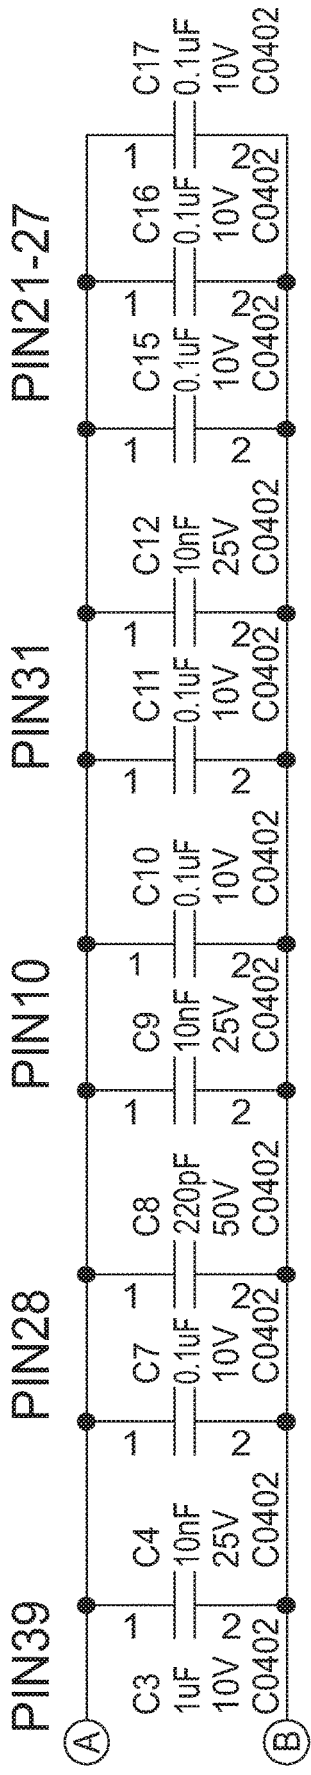 PIN39
PIN28
PIN10
PIN31
PIN21-27
A
B
C3
1uF
10V
C0402
1
2
C4
10nF
25V
C0402
1
2
C7
0.1uF
10V
C0402
1
2
C8
220pF
50V
C0402
1
2
C9
10nF
25V
C0402
1
2
C10
0.1uF
10V
C0402
1
2
C11
0.1uF
10V
C0402
1
2
C12
10nF
25V
C0402
1
2
C15
0.1uF
10V
C0402
1
2
C16
0.1uF
10V
C0402
1
2
C17
0.1uF
10V
C0402